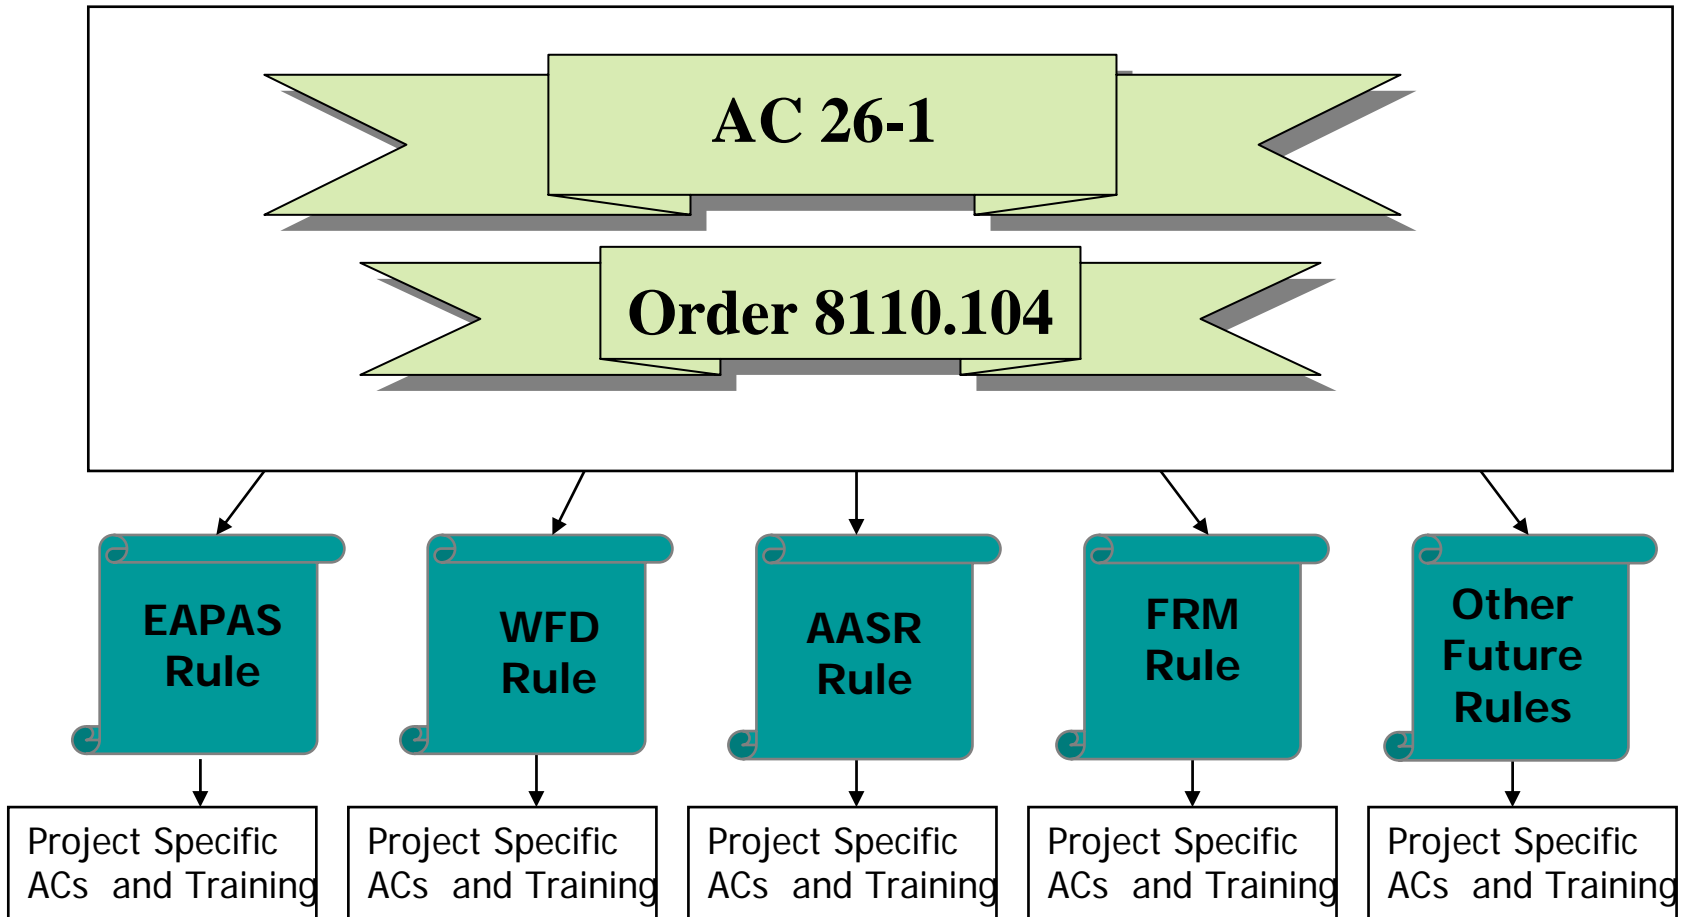 AC 26-1
Order 8110.104
EAPAS
Rule
WFD
Rule
AASR
Rule
FRM
Rule
Other
Future
Rules
Project Specific
ACs and Training
Project Specific
ACs and Training
Project Specific
ACs and Training
Project Specific
ACs and Training
Project Specific
ACs and Training